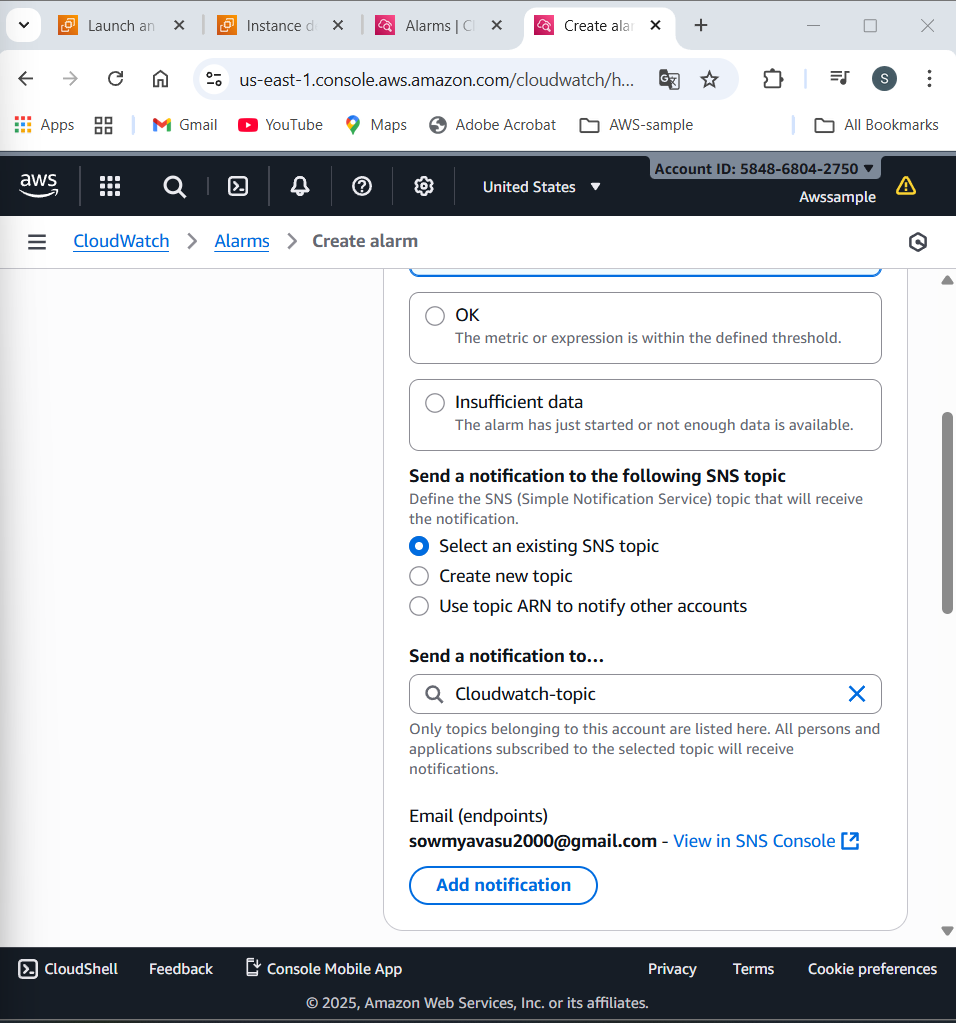 Launch an
Instance d
Alarms | Cl
Create alar
us-east-1.console.aws.amazon.com/cloudwatch/h...
S
Apps
Gmail
YouTube
Maps
Adobe Acrobat
AWS-sample
All Bookmarks
aws
United States
Account ID: 5848-6804-2750
Awssample
CloudWatch
Alarms
Create alarm
OK
The metric or expression is within the defined threshold.
Insufficient data
The alarm has just started or not enough data is available.
Send a notification to the following SNS topic
Define the SNS (Simple Notification Service) topic that will receive
the notification.
Select an existing SNS topic
Create new topic
Use topic ARN to notify other accounts
Send a notification to...
Cloudwatch-topic
Only topics belonging to this account are listed here. All persons and
applications subscribed to the selected topic will receive
notifications.
Email (endpoints)
sowmyavasu2000@gmail.com - View in SNS Console
Add notification
CloudShell
Feedback
Console Mobile App
Privacy
Terms
Cookie preferences
© 2025, Amazon Web Services, Inc. or its affiliates.